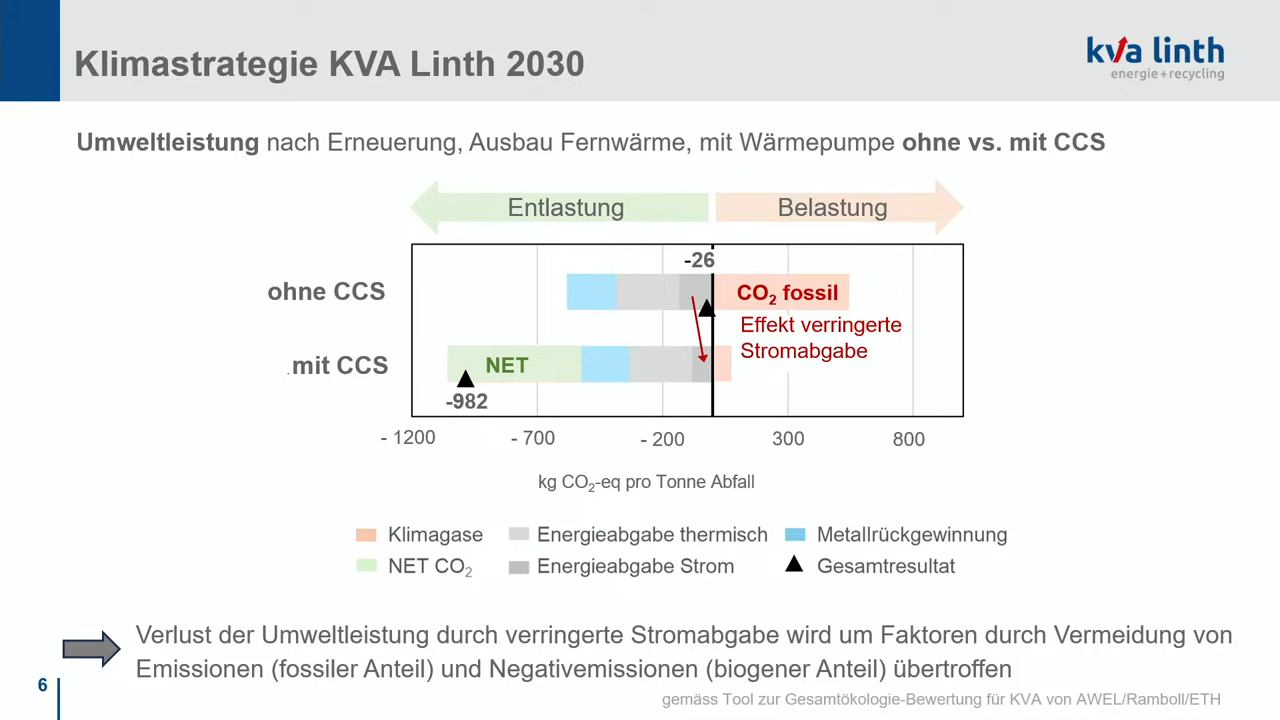 Klimastrategie KVA Linth 2030
kva linth
energie+recycling
Umweltleistung nach Erneuerung, Ausbau Fernwärme, mit Wärmepumpe ohne vs. mit CCS
Entlastung
Belastung
-26
ohne CCS
CO2 fossil
Effekt verringerte
Stromabgabe
mit CCS
NET
-982
- 1200
- 700
- 200
300
800
kg CO2-eq pro Tonne Abfall
Klimagase
Energieabgabe thermisch
Metallrückgewinnung
NET CO2
Energieabgabe Strom
Gesamtresultat
Verlust der Umweltleistung durch verringerte Stromabgabe wird um Faktoren durch Vermeidung von
Emissionen (fossiler Anteil) und Negativemissionen (biogener Anteil) übertroffen
6
gemäss Tool zur Gesamtökologie-Bewertung für KVA von AWEL/Ramboll/ETH